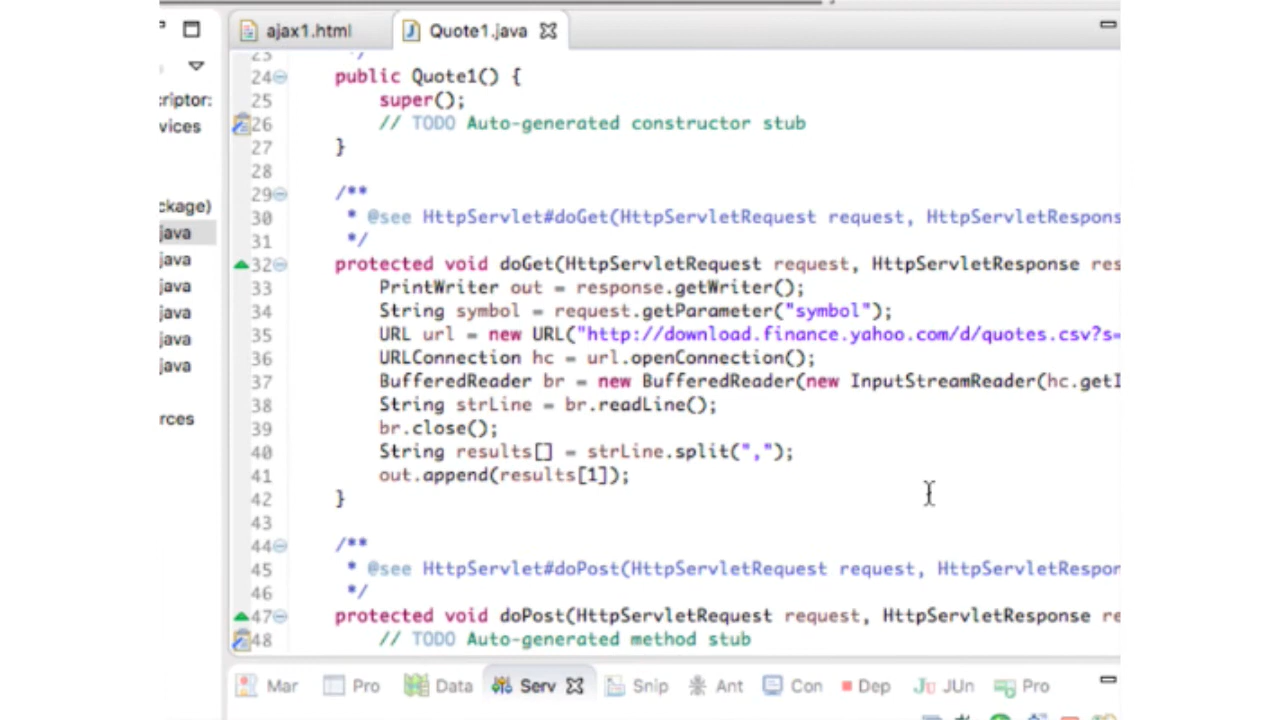 ajax1.html Quote1.java
criptor:
vices
ckage)
java
java
java
java
java
java
rces
23 */
24 public Quote1() {
25 super();
26 // TODO Auto-generated constructor stub
27 }
28
29 /**
30 * @see HttpServlet#doGet(HttpServletRequest request, HttpServletRespons
31 */
32 protected void doGet(HttpServletRequest request, HttpServletResponse res
33 PrintWriter out = response.getWriter();
34 String symbol = request.getParameter("symbol");
35 URL url = new URL("http://download.finance.yahoo.com/d/quotes.csv?s=
36 URLConnection hc = url.openConnection();
37 BufferedReader br = new BufferedReader(new InputStreamReader(hc.getI
38 String strLine = br.readLine();
39 br.close();
40 String results[] = strLine.split(",");
41 out.append(results[1]);
42 }
43
44 /**
45 * @see HttpServlet#doPost(HttpServletRequest request, HttpServletRespor
46 */
47 protected void doPost(HttpServletRequest request, HttpServletResponse re
48 // TODO Auto-generated method stub
Mar Pro Data Serv Snip Ant Con Dep JUn Pro